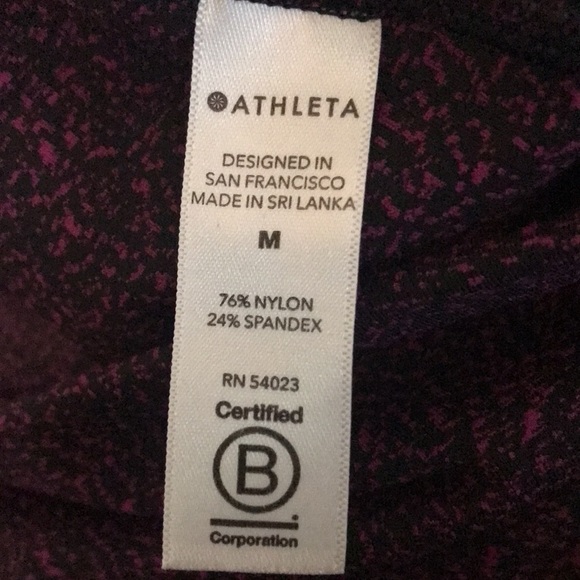 ATHLETA
DESIGNED IN
SAN FRANCISCO
MADE IN SRI LANKA
M
76% NYLON
24% SPANDEX
RN 54023
Certified
B
Corporation